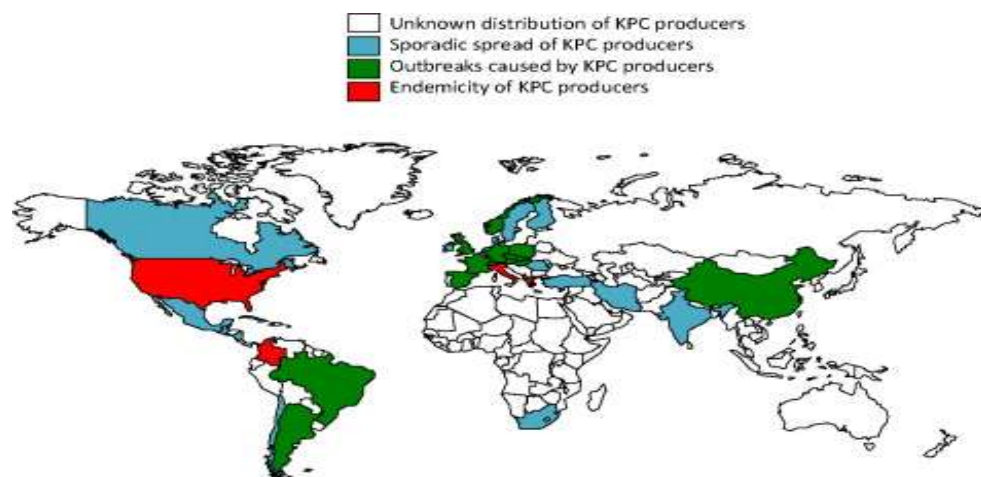 Unknown distribution of KPC producers
Sporadic spread of KPC producers
Outbreaks caused by KPC producers
Endemicity of KPC producers